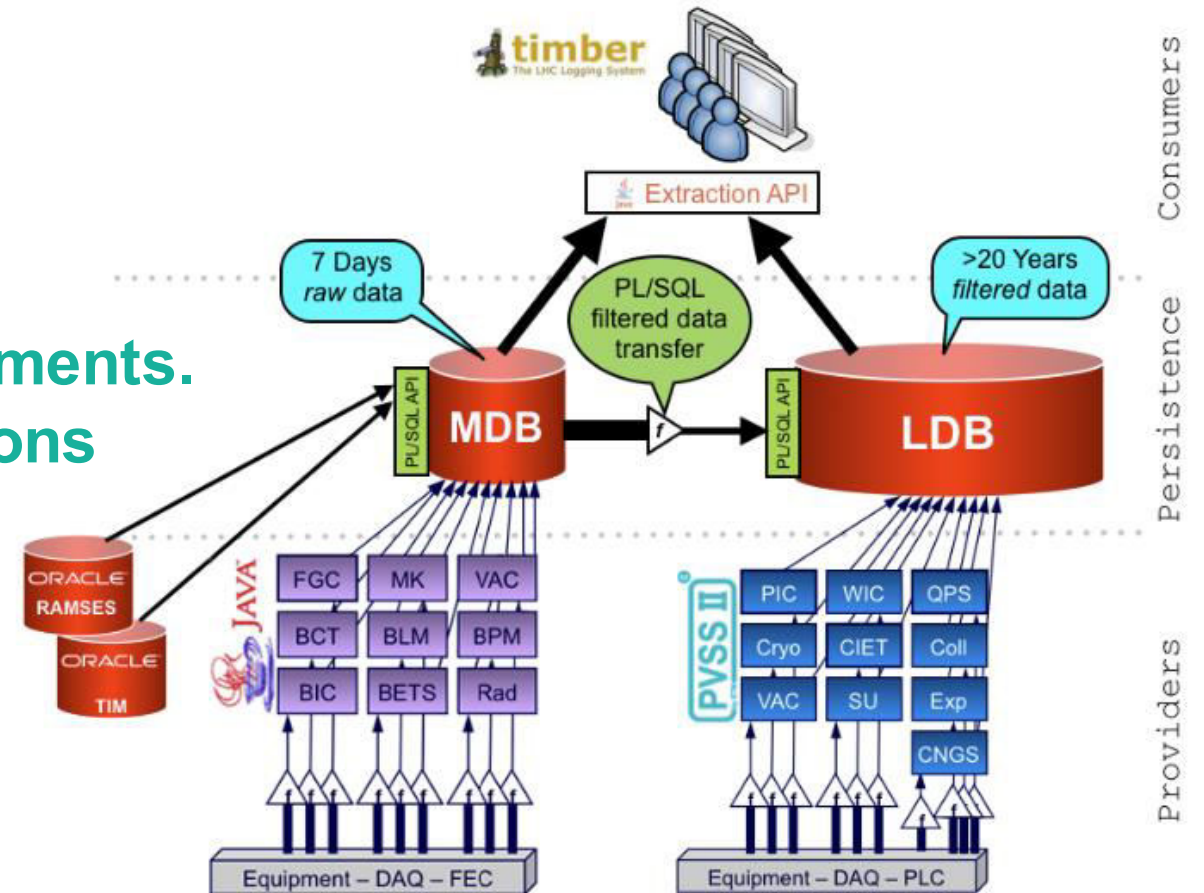 timber
The LHC Logging System
Consumers
Java
Extraction API
7 Days
raw data
PL/SQL
filtered data
transfer
>20 Years
filtered data
Persistence
ments.
ons
PL/SQL API
MDB
f
PL/SQL API
LDB
ORACLE
RAMSES
ORACLE
TIM
JAVA
FGC
MK
VAC
BCT
BLM
BPM
BIC
BETS
Rad
PVSS II
PIC
WIC
QPS
Cryo
CIET
Coll
VAC
SU
Exp
CNGS
Providers
f f f f f f f f f
f f f f f f f f
Equipment – DAQ – FEC
Equipment – DAQ – PLC